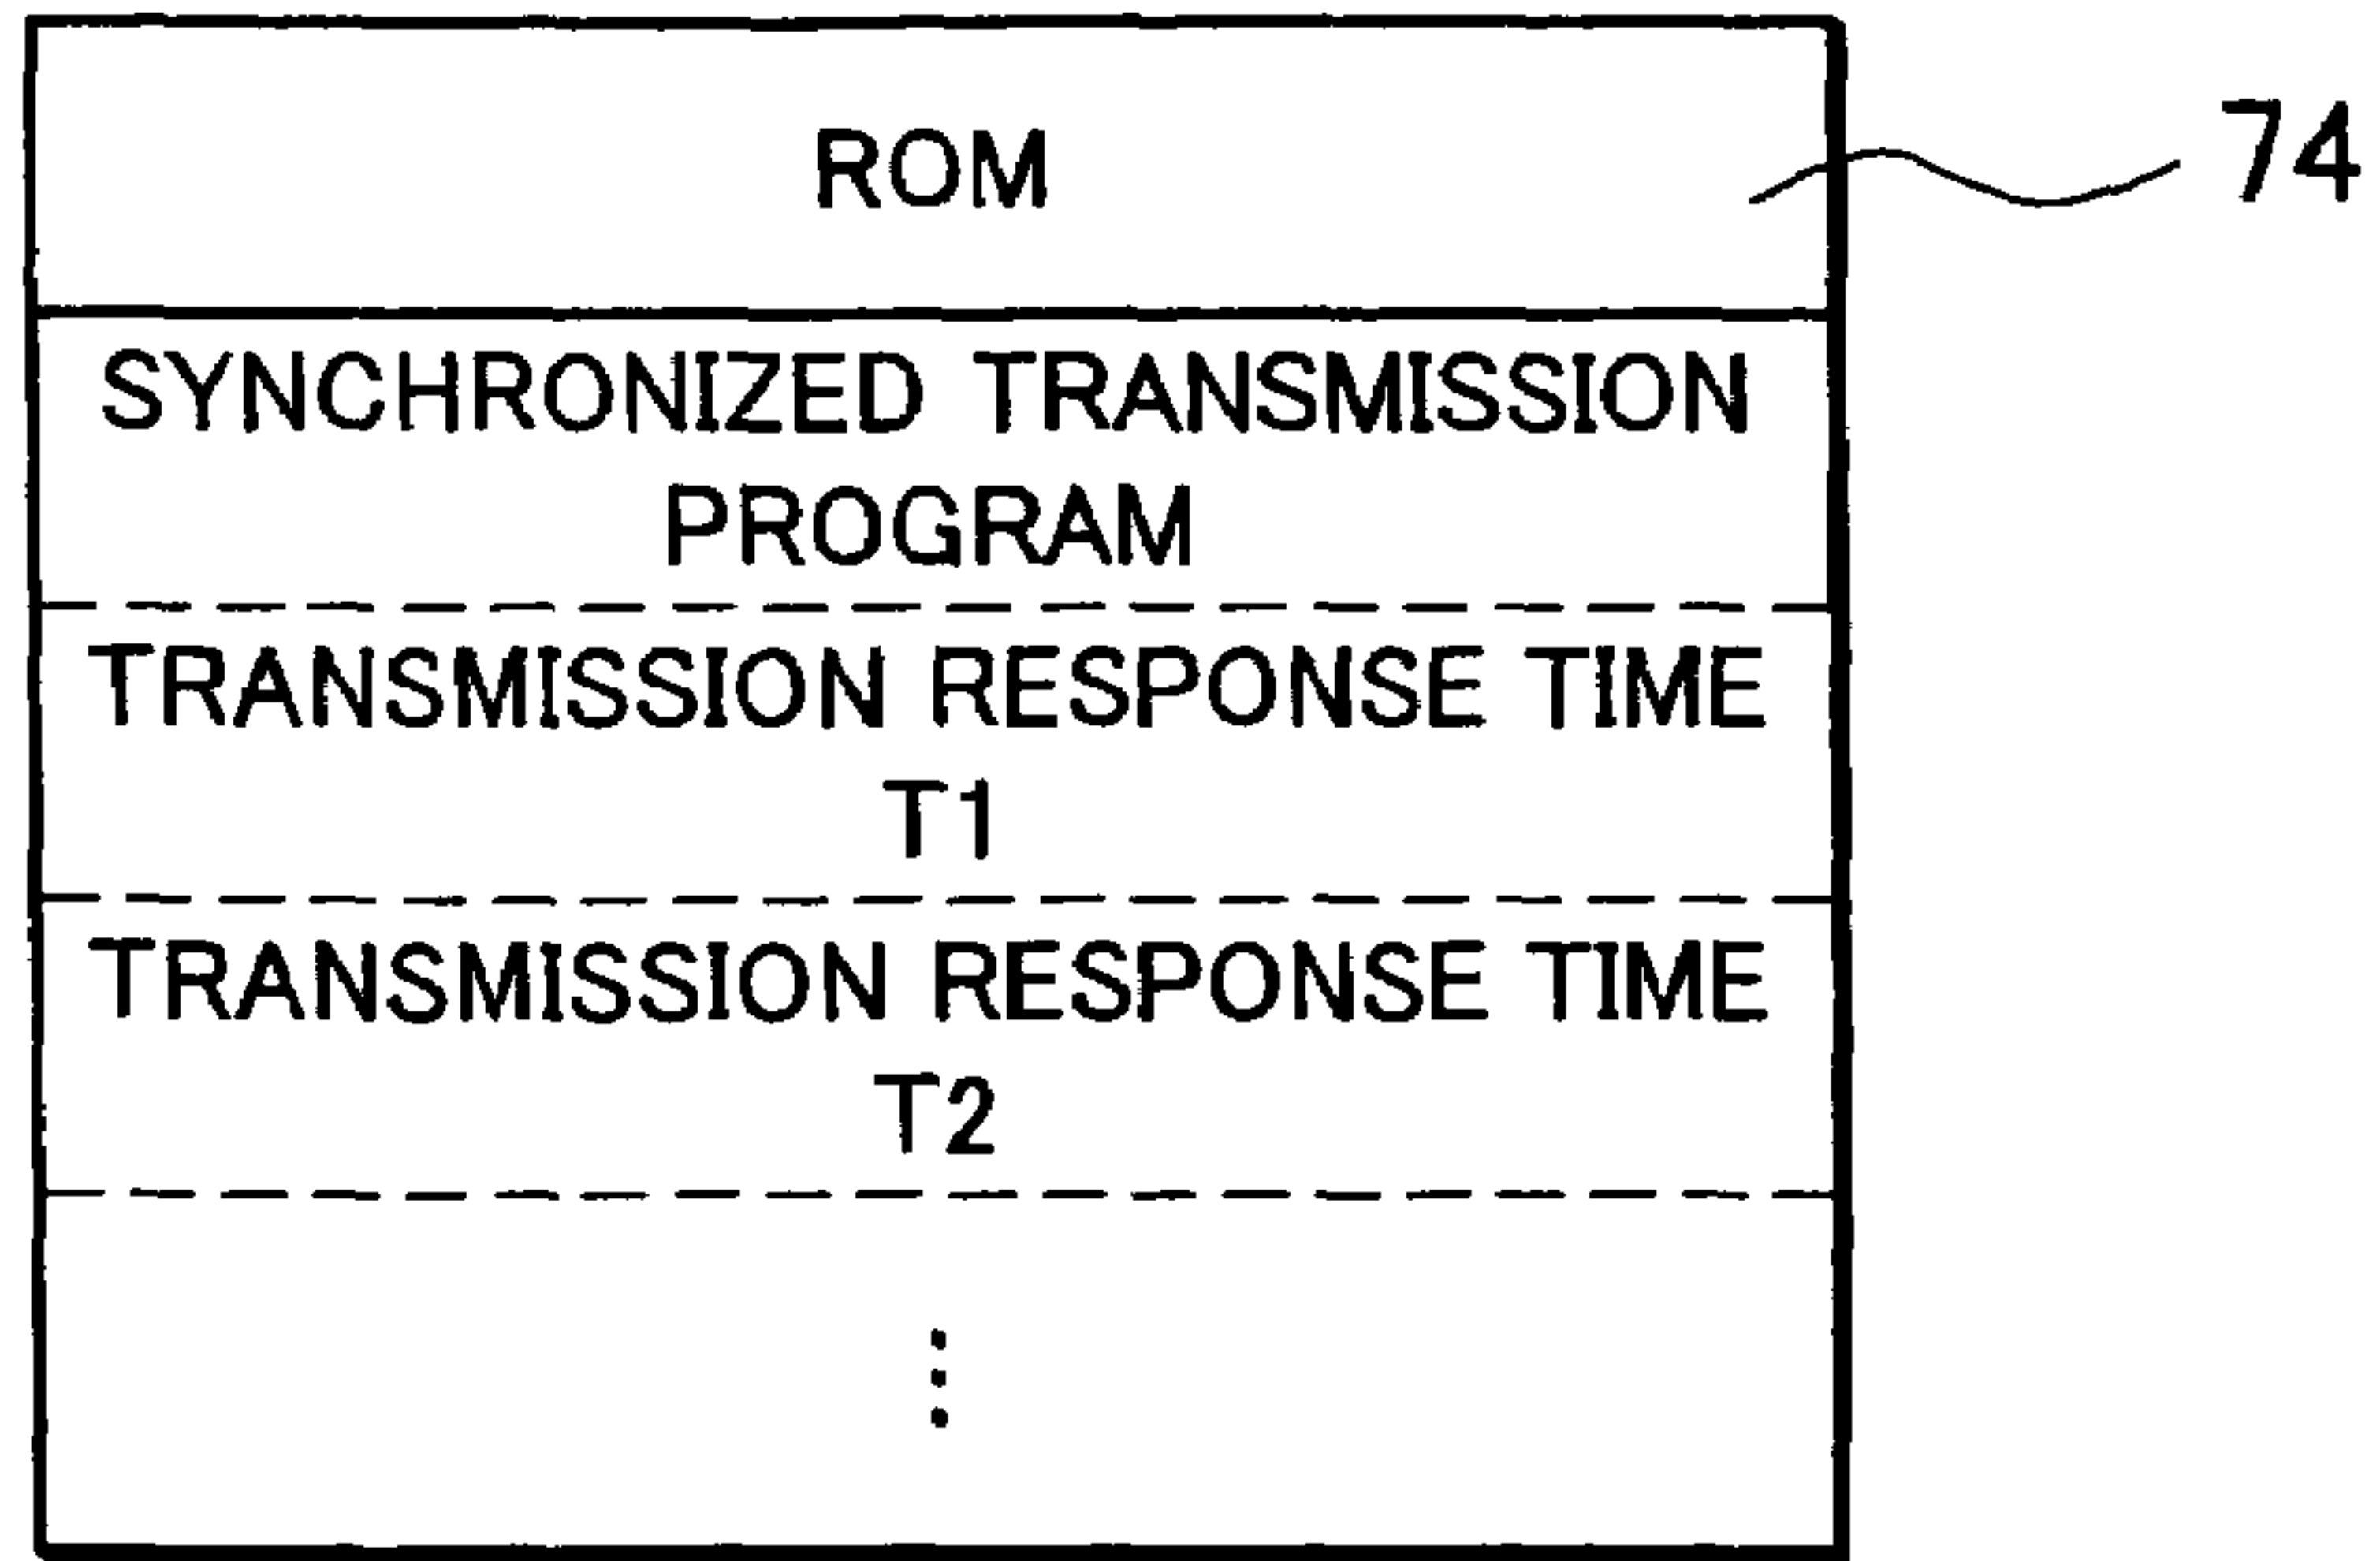 ROM
74
SYNCHRONIZED TRANSMISSION
PROGRAM
TRANSMISSION RESPONSE TIME
T1
TRANSMISSION RESPONSE TIME
T2